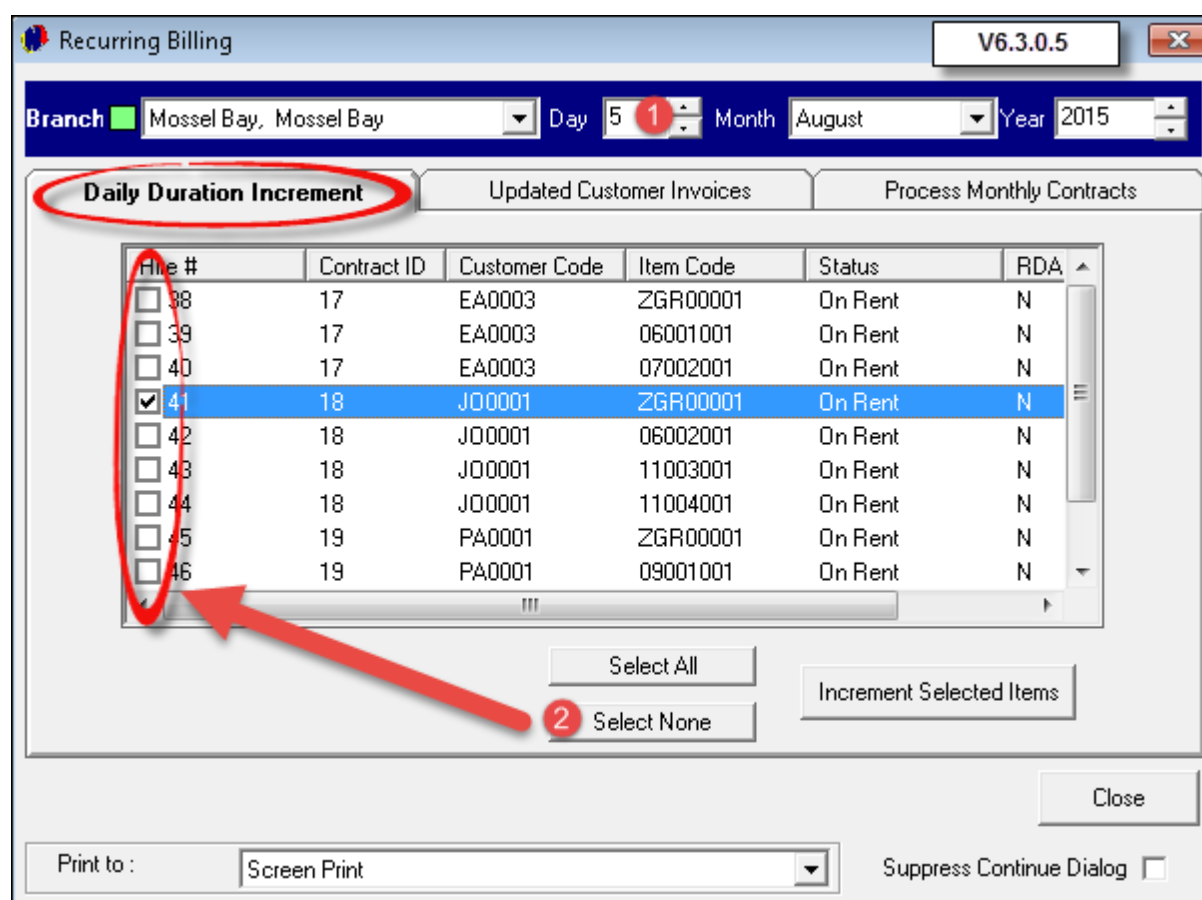 Recurring Billing V6.3.0.5
Branch Mossel Bay, Mossel Bay Day 5 1 Month August Year 2015
Daily Duration Increment Updated Customer Invoices Process Monthly Contracts
Hire # Contract ID Customer Code Item Code Status RDA
38 17 EA0003 ZGR00001 On Rent N
39 17 EA0003 06001001 On Rent N
40 17 EA0003 07002001 On Rent N
41 18 JO0001 ZGR00001 On Rent N
42 18 JO0001 06002001 On Rent N
43 18 JO0001 11003001 On Rent N
44 18 JO0001 11004001 On Rent N
45 19 PA0001 ZGR00001 On Rent N
46 19 PA0001 09001001 On Rent N
Select All
Increment Selected Items
2 Select None
Close
Print to : Screen Print Suppress Continue Dialog